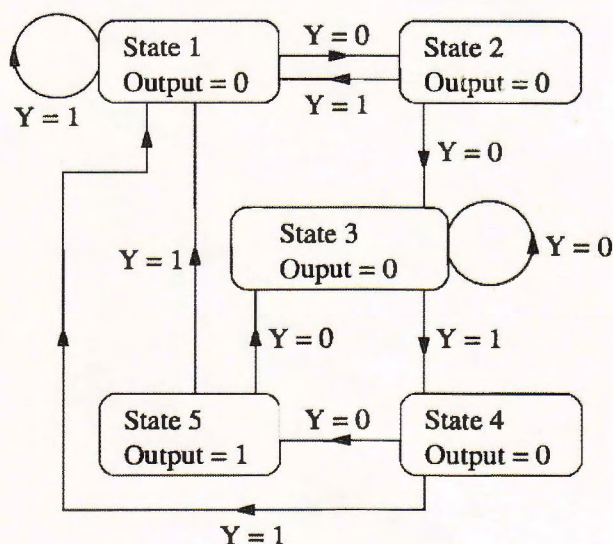 State 1
Output = 0
Y = 0
Y = 1
State 2
Output = 0
Y = 1
Y = 0
State 3
Ouput = 0
Y = 0
Y = 1
Y = 0
Y = 1
State 5
Output = 1
Y = 0
State 4
Output = 0
Y = 1